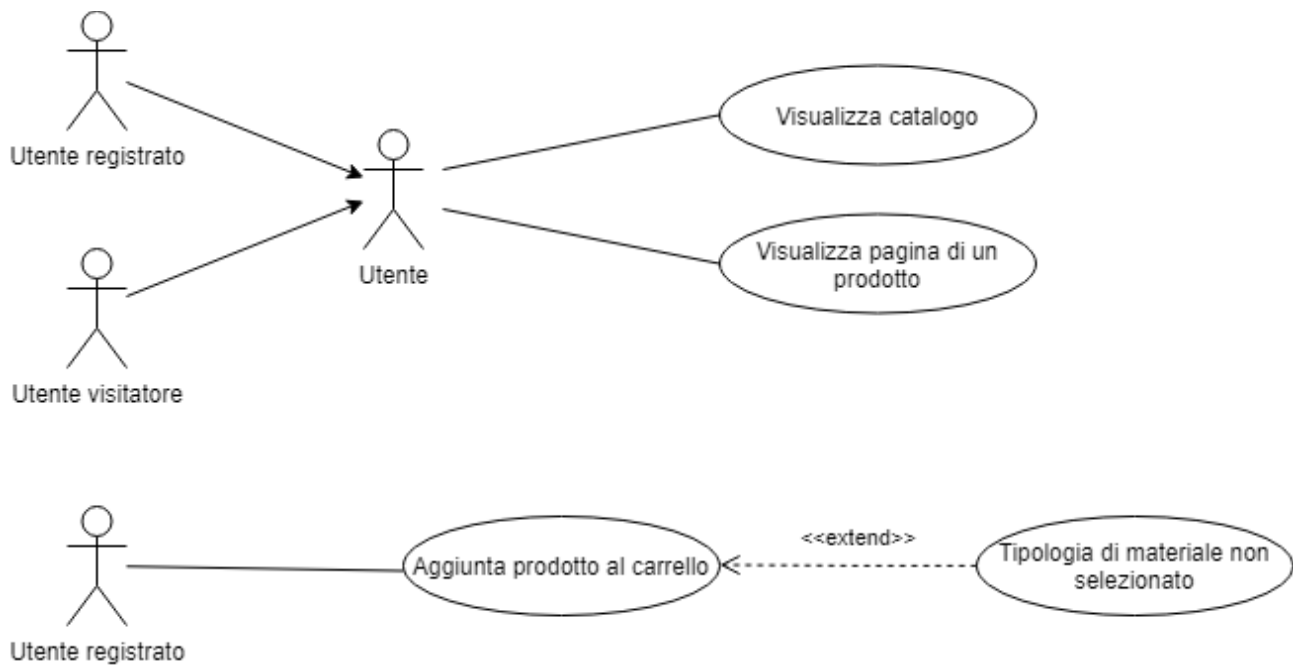 Utente registrato
Utente visitatore
Utente
Visualizza catalogo
Visualizza pagina di un
prodotto
Utente registrato
Aggiunta prodotto al carrello
<<extend>>
Tipologia di materiale non
selezionato